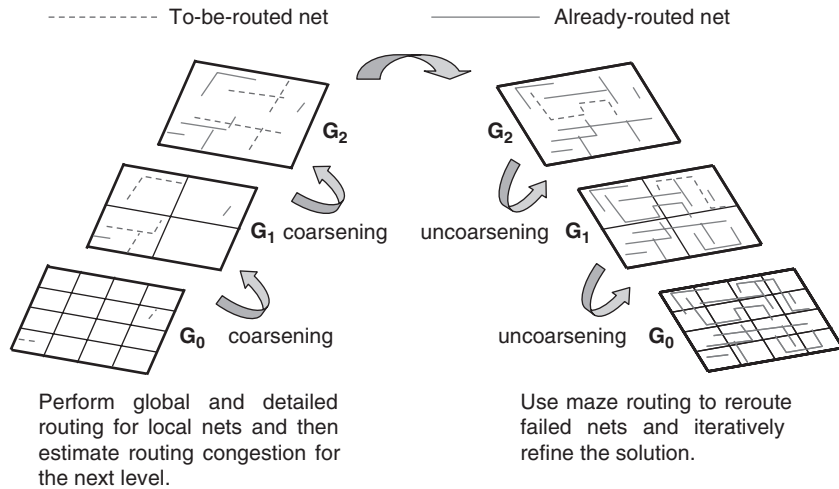 To-be-routed net
Already-routed net
G2
G2
G1 coarsening
uncoarsening G1
G0 coarsening
uncoarsening G0
Perform global and detailed
routing for local nets and then
estimate routing congestion for
the next level.
Use maze routing to reroute
failed nets and iteratively
refine the solution.